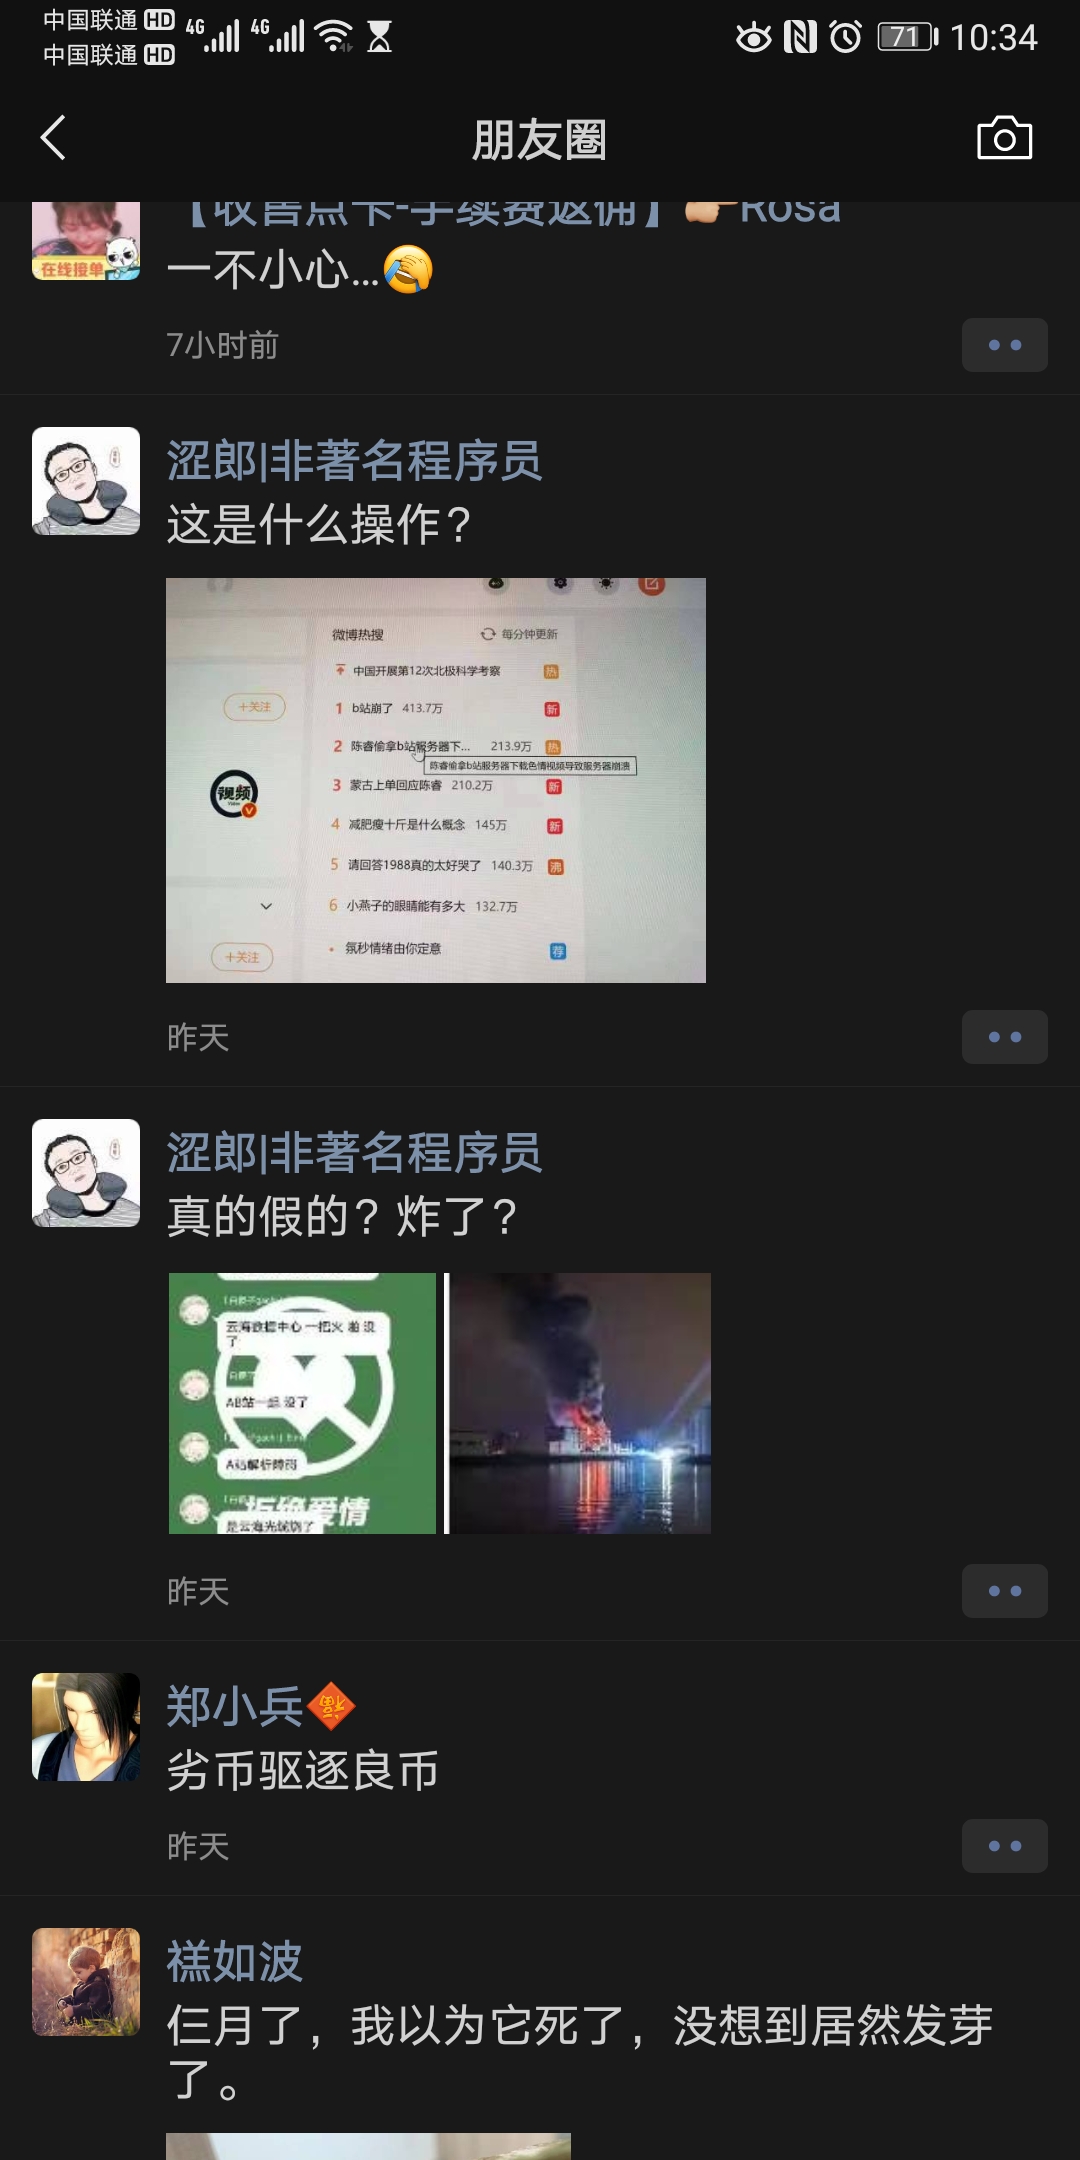 中国联通 HD
中国联通 HD
4G 4G
71 10:34
朋友圈
【收售点卡-手续费返佣】Rosa
在线接单
一不小心...
7小时前
涩郎|非著名程序员
这是什么操作?
微博热搜 每分钟更新
中国开展第12次北极科学考察 热
+关注
1 b站崩了 413.7万 新
2 陈睿偷拿b站服务器下... 213.9万 热
陈睿偷拿b站服务器下载色情视频导致服务器崩溃
3 蒙古上单回应陈睿 210.2万 新
视频
Video
4 减肥瘦十斤是什么概念 145万 新
5 请回答1988真的太好哭了 140.3万 沸
6 小燕子的眼睛能有多大 132.7万
氛秒情绪由你定意 荐
+关注
昨天
涩郎|非著名程序员
真的假的?炸了?
云海数据中心一把火 啪 没
了
AB站一起 没了
A站解析
拒绝爱情
昨天
郑小兵
劣币驱逐良币
昨天
禚如波
仨月了，我以为它死了，没想到居然发芽
了。